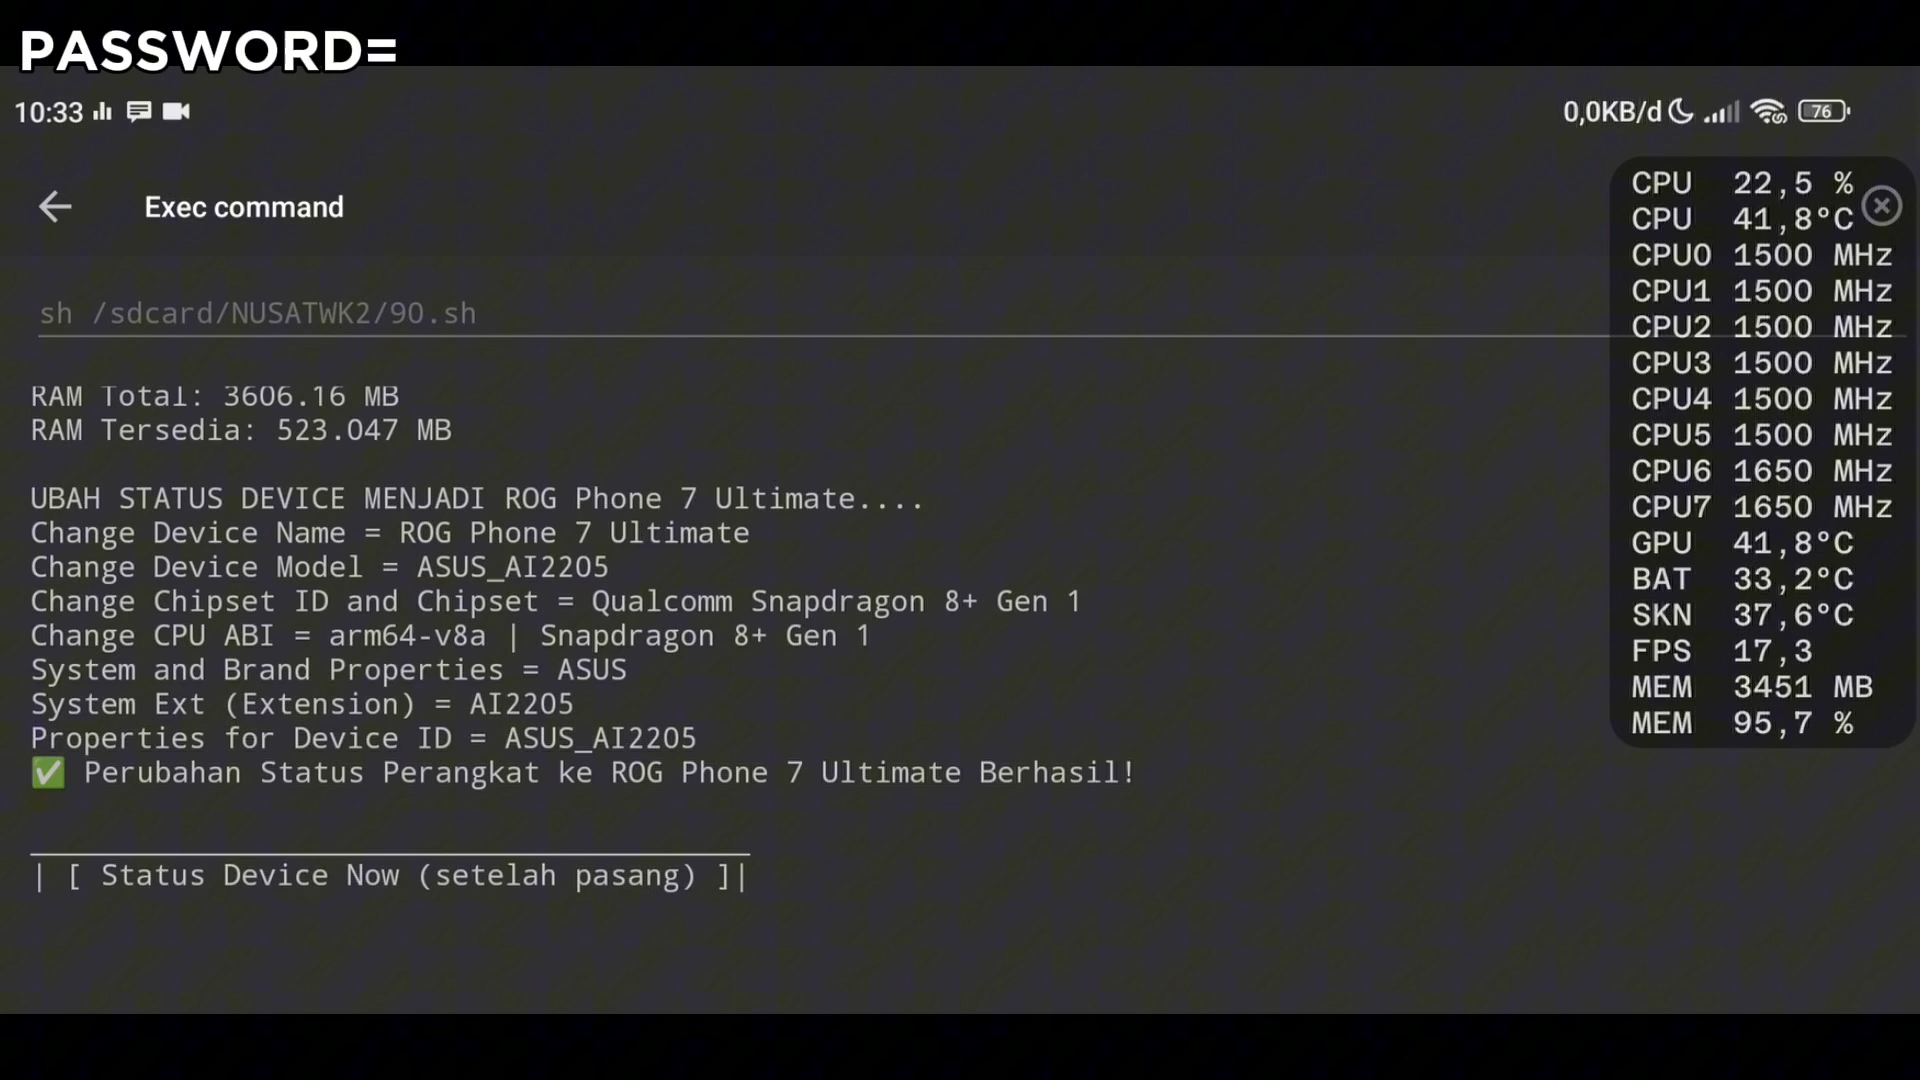 PASSWORD=
10:33
0,0KB/d 76
Exec command
sh /sdcard/NUSATWK2/90.sh
RAM Total: 3606.16 MB
RAM Tersedia: 523.047 MB
UBAH STATUS DEVICE MENJADI ROG Phone 7 Ultimate....
Change Device Name = ROG Phone 7 Ultimate
Change Device Model = ASUS_AI2205
Change Chipset ID and Chipset = Qualcomm Snapdragon 8+ Gen 1
Change CPU ABI = arm64-v8a | Snapdragon 8+ Gen 1
System and Brand Properties = ASUS
System Ext (Extension) = AI2205
Properties for Device ID = ASUS_AI2205
✅ Perubahan Status Perangkat ke ROG Phone 7 Ultimate Berhasil!
| [ Status Device Now (setelah pasang) ]|
CPU 22,5 %
CPU 41,8°C
CPU0 1500 MHz
CPU1 1500 MHz
CPU2 1500 MHz
CPU3 1500 MHz
CPU4 1500 MHz
CPU5 1500 MHz
CPU6 1650 MHz
CPU7 1650 MHz
GPU 41,8°C
BAT 33,2°C
SKN 37,6°C
FPS 17,3
MEM 3451 MB
MEM 95,7 %